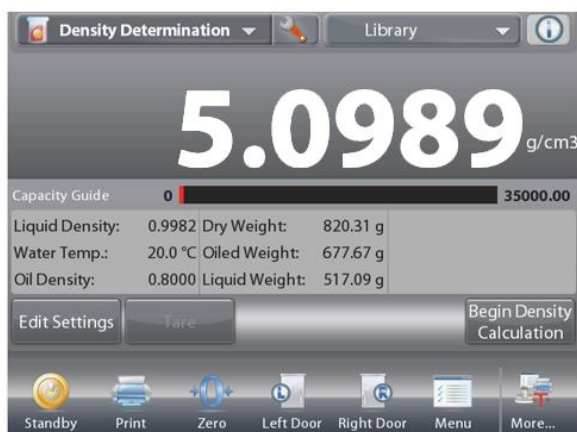 Density Determination Library
5.0989 g/cm3
Capacity Guide 0 35000.00
Liquid Density: 0.9982 Dry Weight: 820.31 g
Water Temp.: 20.0 °C Oiled Weight: 677.67 g
Oil Density: 0.8000 Liquid Weight: 517.09 g
Edit Settings Tare Begin Density
Calculation
L R
Standby Print Zero Left Door Right Door Menu More...